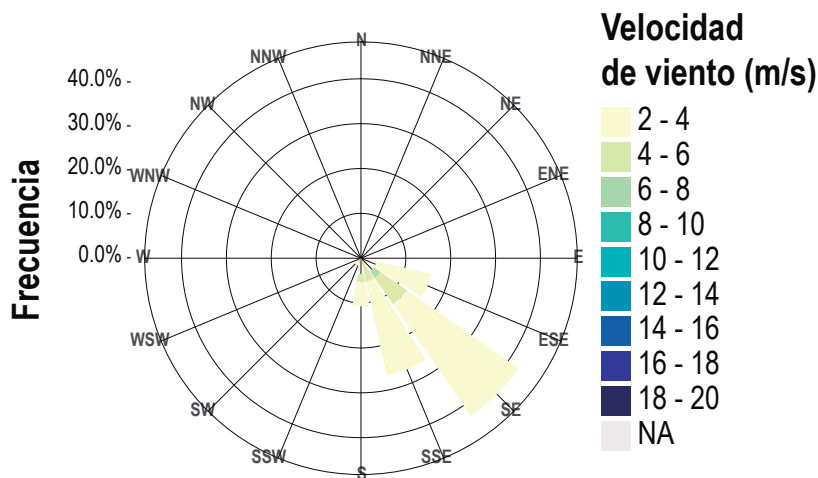 Velocidad
de viento (m/s)
2 - 4
4 - 6
6 - 8
8 - 10
10 - 12
12 - 14
14 - 16
16 - 18
18 - 20
NA
Frecuencia
40.0% -
30.0% -
20.0% -
10.0% -
0.0% -
N
NNE
NE
ENE
E
ESE
SE
SSE
S
SSW
SW
WSW
W
WNW
NW
NNW